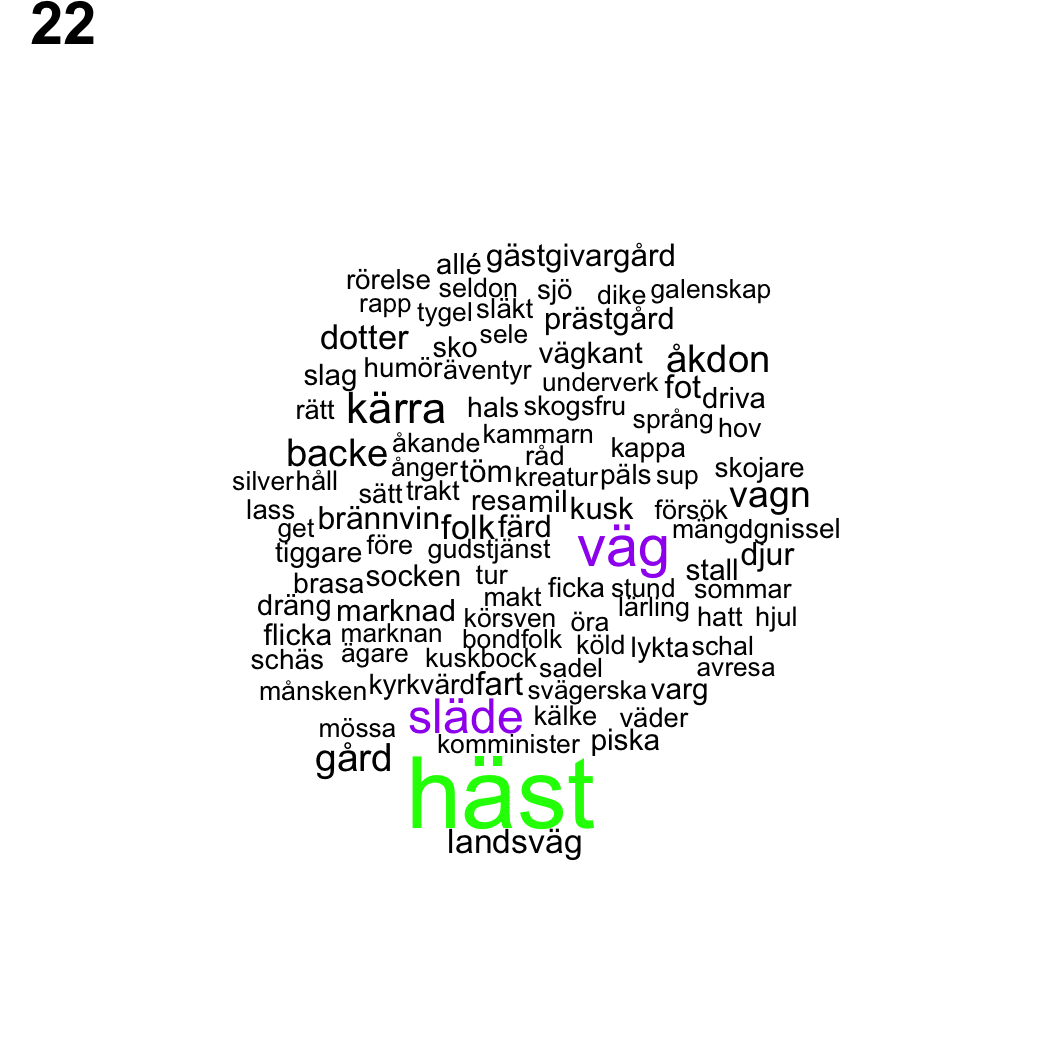 22
allé gästgivargård
rörelse seldon sjö dike galenskap
rapp tygel släkt prästgård
dotter sko sele vägkant åkdon
slag humör äventyr underverk fot driva
rätt kärra hals skogsfru språng hov
backe åkande kammarn råd kappa
silverhåll ånger töm kreatur päls sup skojare
sätt trakt resa mil kusk försök vagn
lass get brännvin folk färd väg mängdgnissel
tiggare före gudstjänst stall djur
brasa socken tur makt ficka stund sommar
dräng marknad körsven öra lärling hatt hjul
flicka marknan bondfolk köld lykta schal
schäs ägare kuskbock sadel avresa
månsken kyrkvärd fart svägerska varg
mössa släde kälke väder
gård komminister piska
häst
landsväg